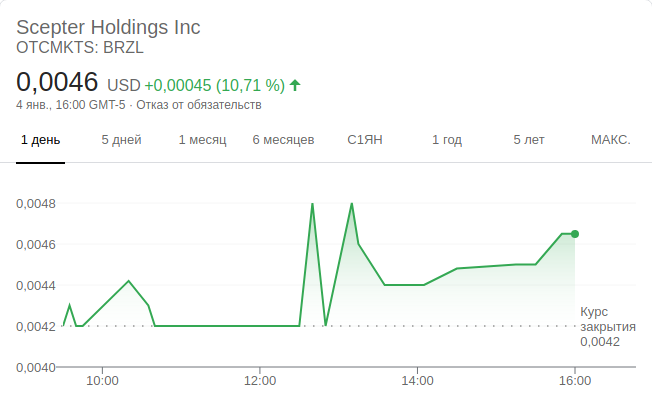 Scepter Holdings Inc
OTCMKTS: BRZL
0,0046 USD +0,00045 (10,71 %)
4 янв., 16:00 GMT-5 · Отказ от обязательств
1 день 5 дней 1 месяц 6 месяцев С1ЯН 1 год 5 лет МАКС.
0,0048
0,0046
0,0044
0,0042
0,0040
Курс
закрытия
0,0042
10:00 12:00 14:00 16:00